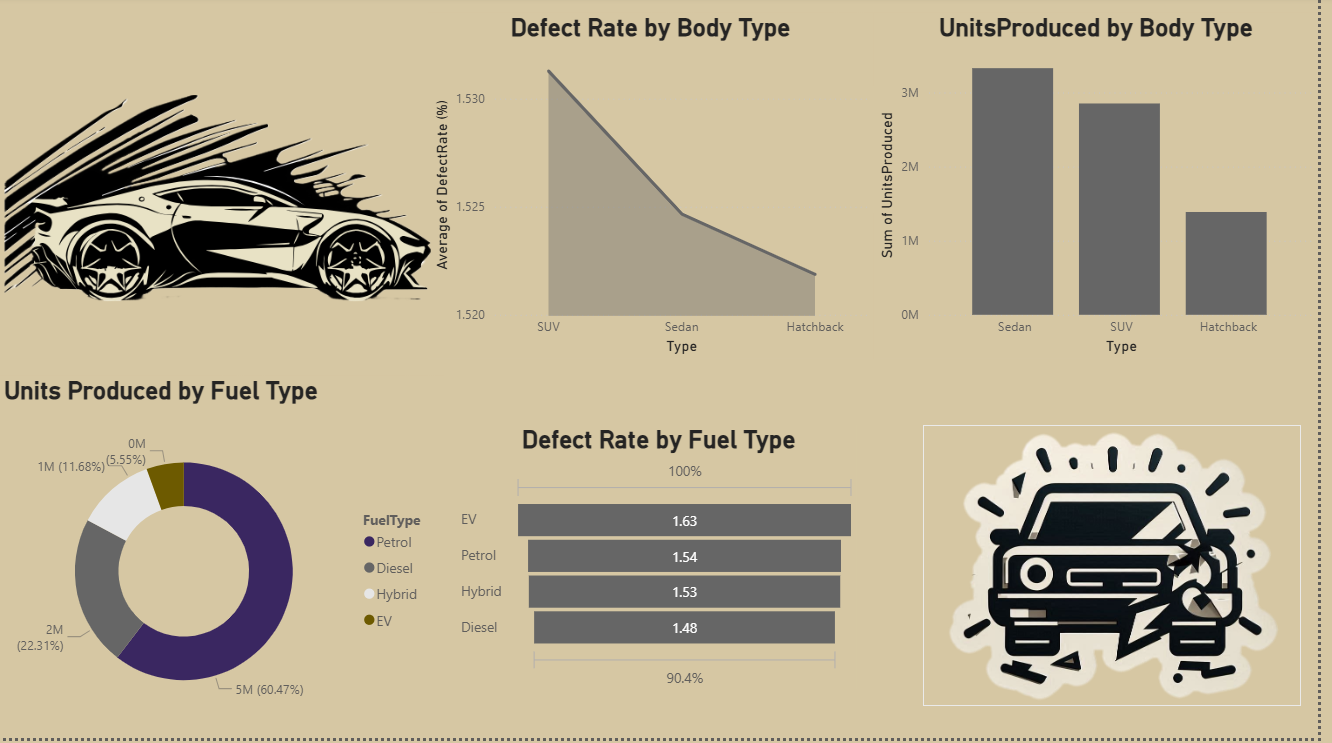 Defect Rate by Body Type
Average of DefectRate (%)
1.530
1.525
1.520
SUV
Sedan
Hatchback
Type
UnitsProduced by Body Type
Sum of UnitsProduced
3M
2M
1M
0M
Sedan
SUV
Hatchback
Type
Units Produced by Fuel Type
0M
(5.55%)
1M (11.68%)
2M
(22.31%)
5M (60.47%)
FuelType
Petrol
Diesel
Hybrid
EV
Defect Rate by Fuel Type
100%
EV
1.63
Petrol
1.54
Hybrid
1.53
Diesel
1.48
90.4%